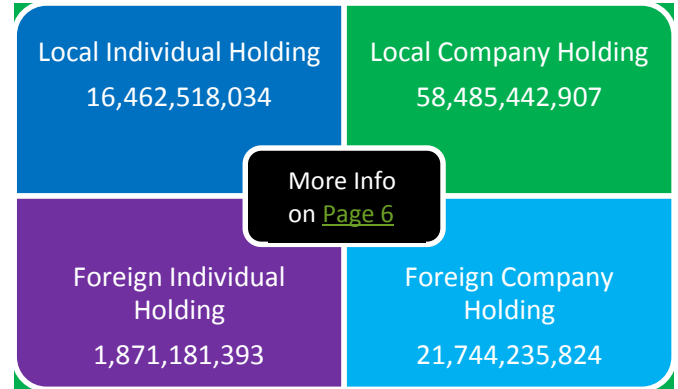 Local Individual Holding
16,462,518,034
Local Company Holding
58,485,442,907
More Info
on Page 6
Foreign Individual
Holding
1,871,181,393
Foreign Company
Holding
21,744,235,824